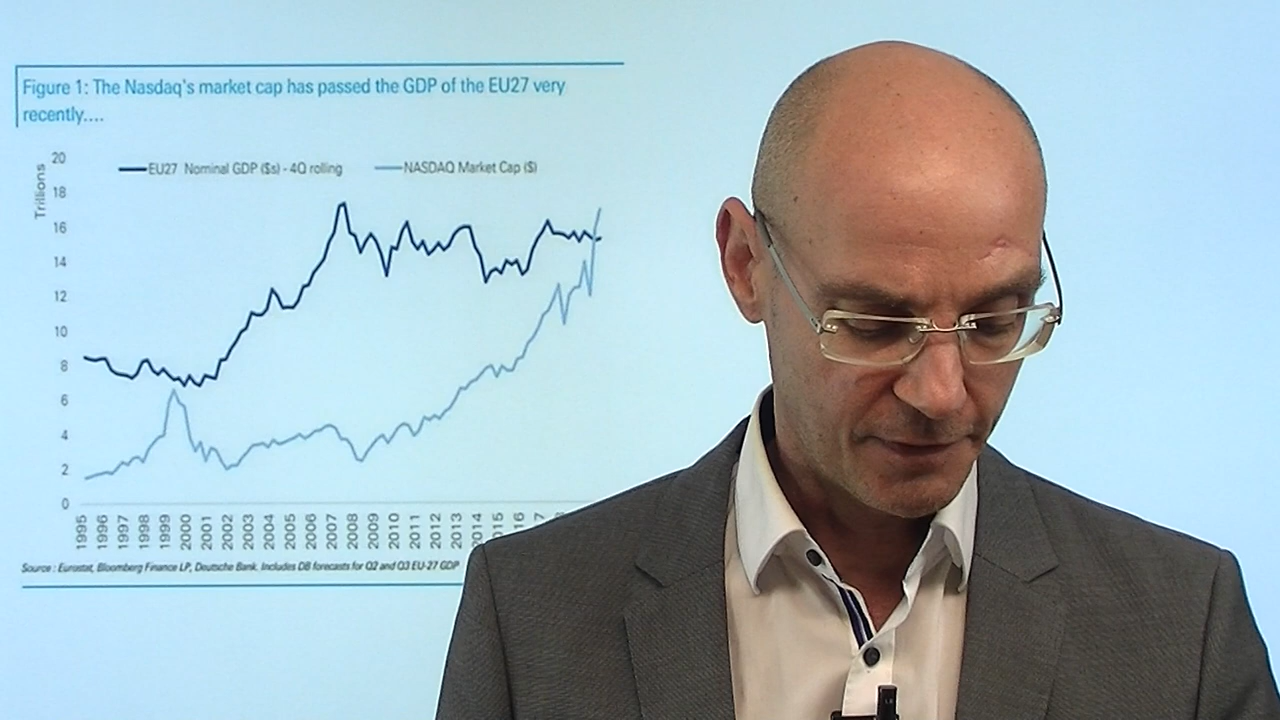 Figure 1: The Nasdaq's market cap has passed the GDP of the EU27 very
recently....
Trillions
EU27 Nominal GDP ($s) - 4Q rolling
NASDAQ Market Cap ($)
20
18
16
14
12
10
8
6
4
2
0
1995 1996 1997 1998 1999 2000 2001 2002 2003 2004 2005 2006 2007 2008 2009 2010 2011 2012 2013 2014 2015 2016
Source : Eurostat, Bloomberg Finance LP, Deutsche Bank. Includes DB forecasts for Q2 and Q3 EU-27 GDP